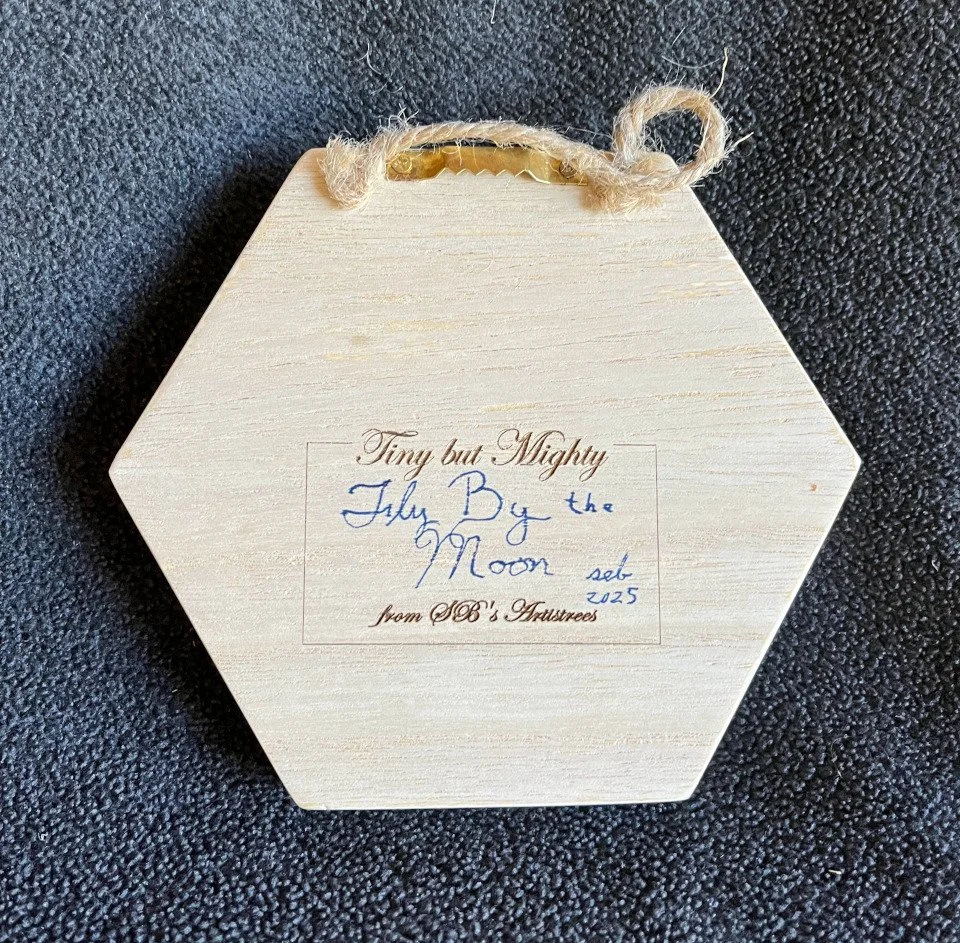 Tiny but Mighty
Fly By the
Moon
seb
2025
from SB's Artistrees